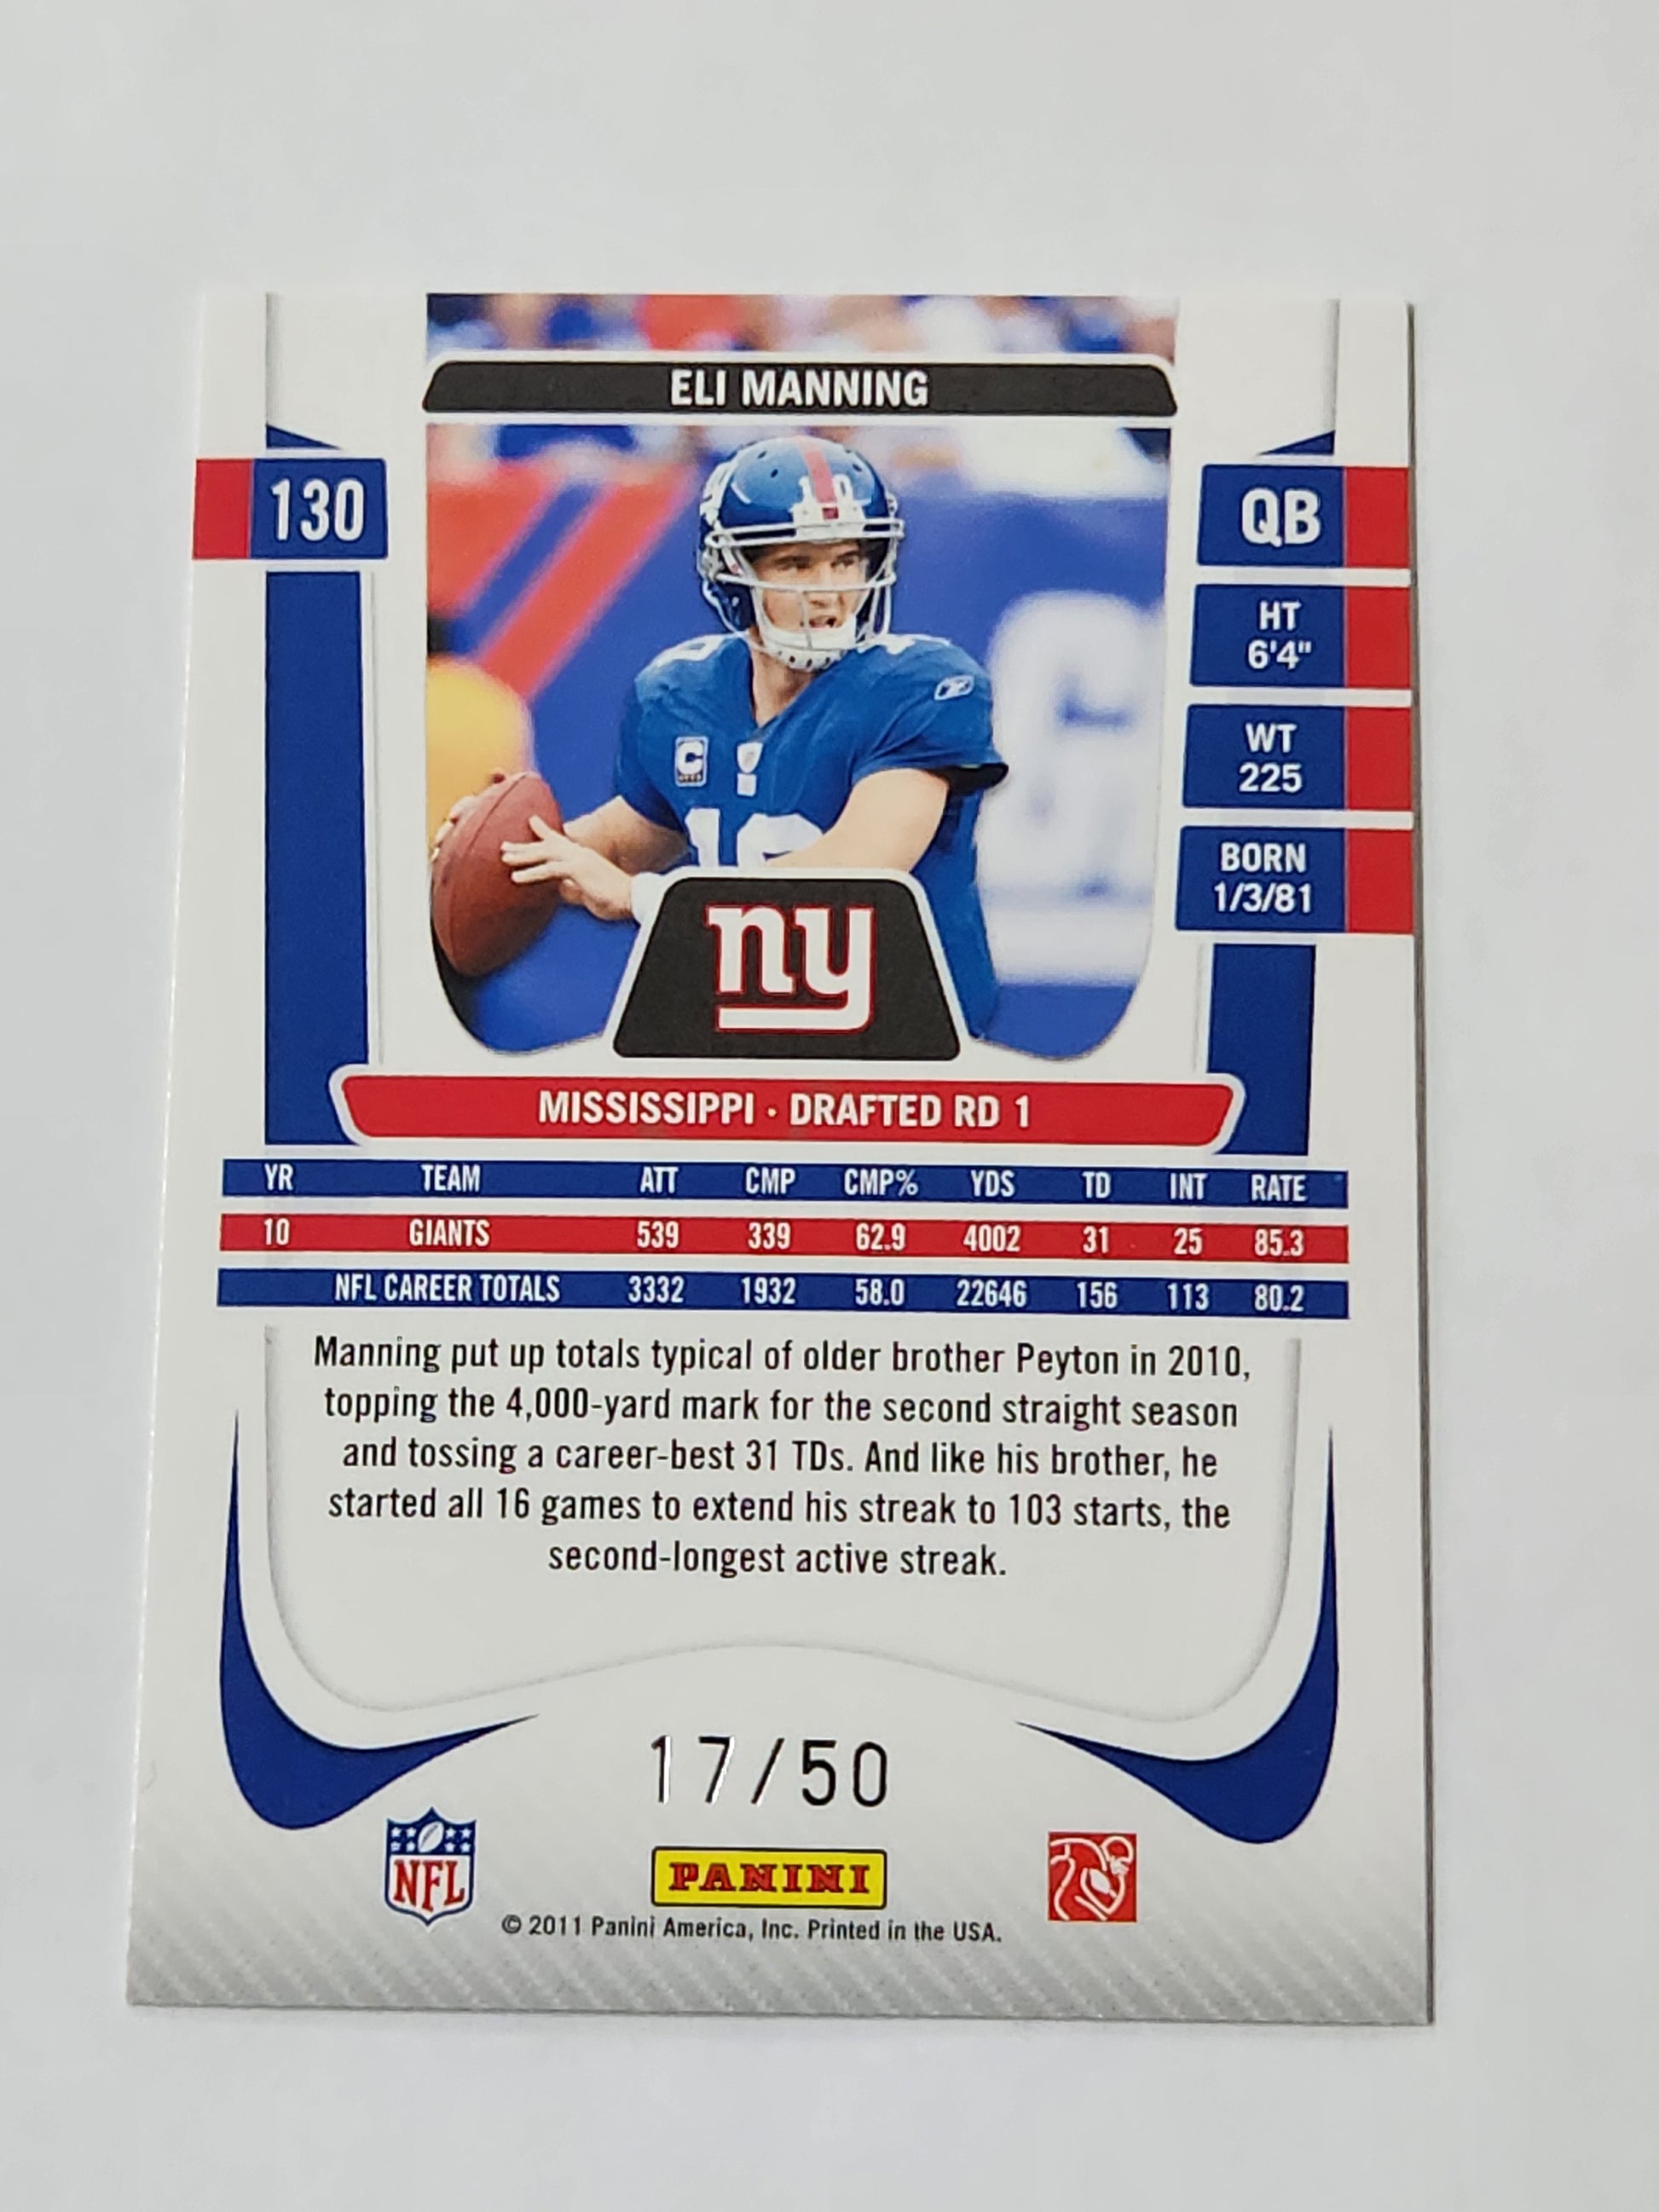 ELI MANNING
130
QB
HT
6'4"
WT
225
BORN
1/3/81
10
C
10
ny
MISSISSIPPI · DRAFTED RD 1
YR TEAM ATT CMP CMP% YDS TD INT RATE
10 GIANTS 539 339 62.9 4002 31 25 85.3
NFL CAREER TOTALS 3332 1932 58.0 22646 156 113 80.2
Manning put up totals typical of older brother Peyton in 2010,
topping the 4,000-yard mark for the second straight season
and tossing a career-best 31 TDs. And like his brother, he
started all 16 games to extend his streak to 103 starts, the
second-longest active streak.
17/50
NFL
PANINI
© 2011 Panini America, Inc. Printed in the USA.